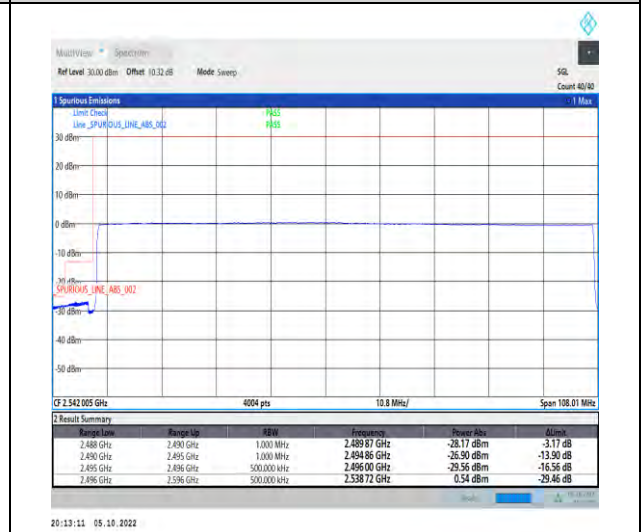 MultiView Spectrum
Ref Level 30.00 dBm Offset 10.32 dB Mode Sweep SGL
Count 40/40
1 Spurious Emissions 1 Max
Limit Check PASS
Line _SPURIOUS_LINE_ABS_002 PASS
30 dBm
20 dBm
10 dBm
0 dBm
-10 dBm
-20 dBm
_SPURIOUS_LINE_ABS_002
-30 dBm
-40 dBm
-50 dBm
CF 2.542 005 GHz 4004 pts 10.8 MHz/ Span 108.01 MHz
2 Result Summary
Range Low Range Up RBW Frequency Power Abs ΔLimit
2.488 GHz 2.490 GHz 1.000 MHz 2.489 87 GHz -28.17 dBm -3.17 dB
2.490 GHz 2.495 GHz 1.000 MHz 2.494 86 GHz -26.90 dBm -13.90 dB
2.495 GHz 2.496 GHz 500.000 kHz 2.496 00 GHz -29.56 dBm -16.56 dB
2.496 GHz 2.596 GHz 500.000 kHz 2.538 72 GHz 0.54 dBm -29.46 dB
20:13:11 05.10.2022